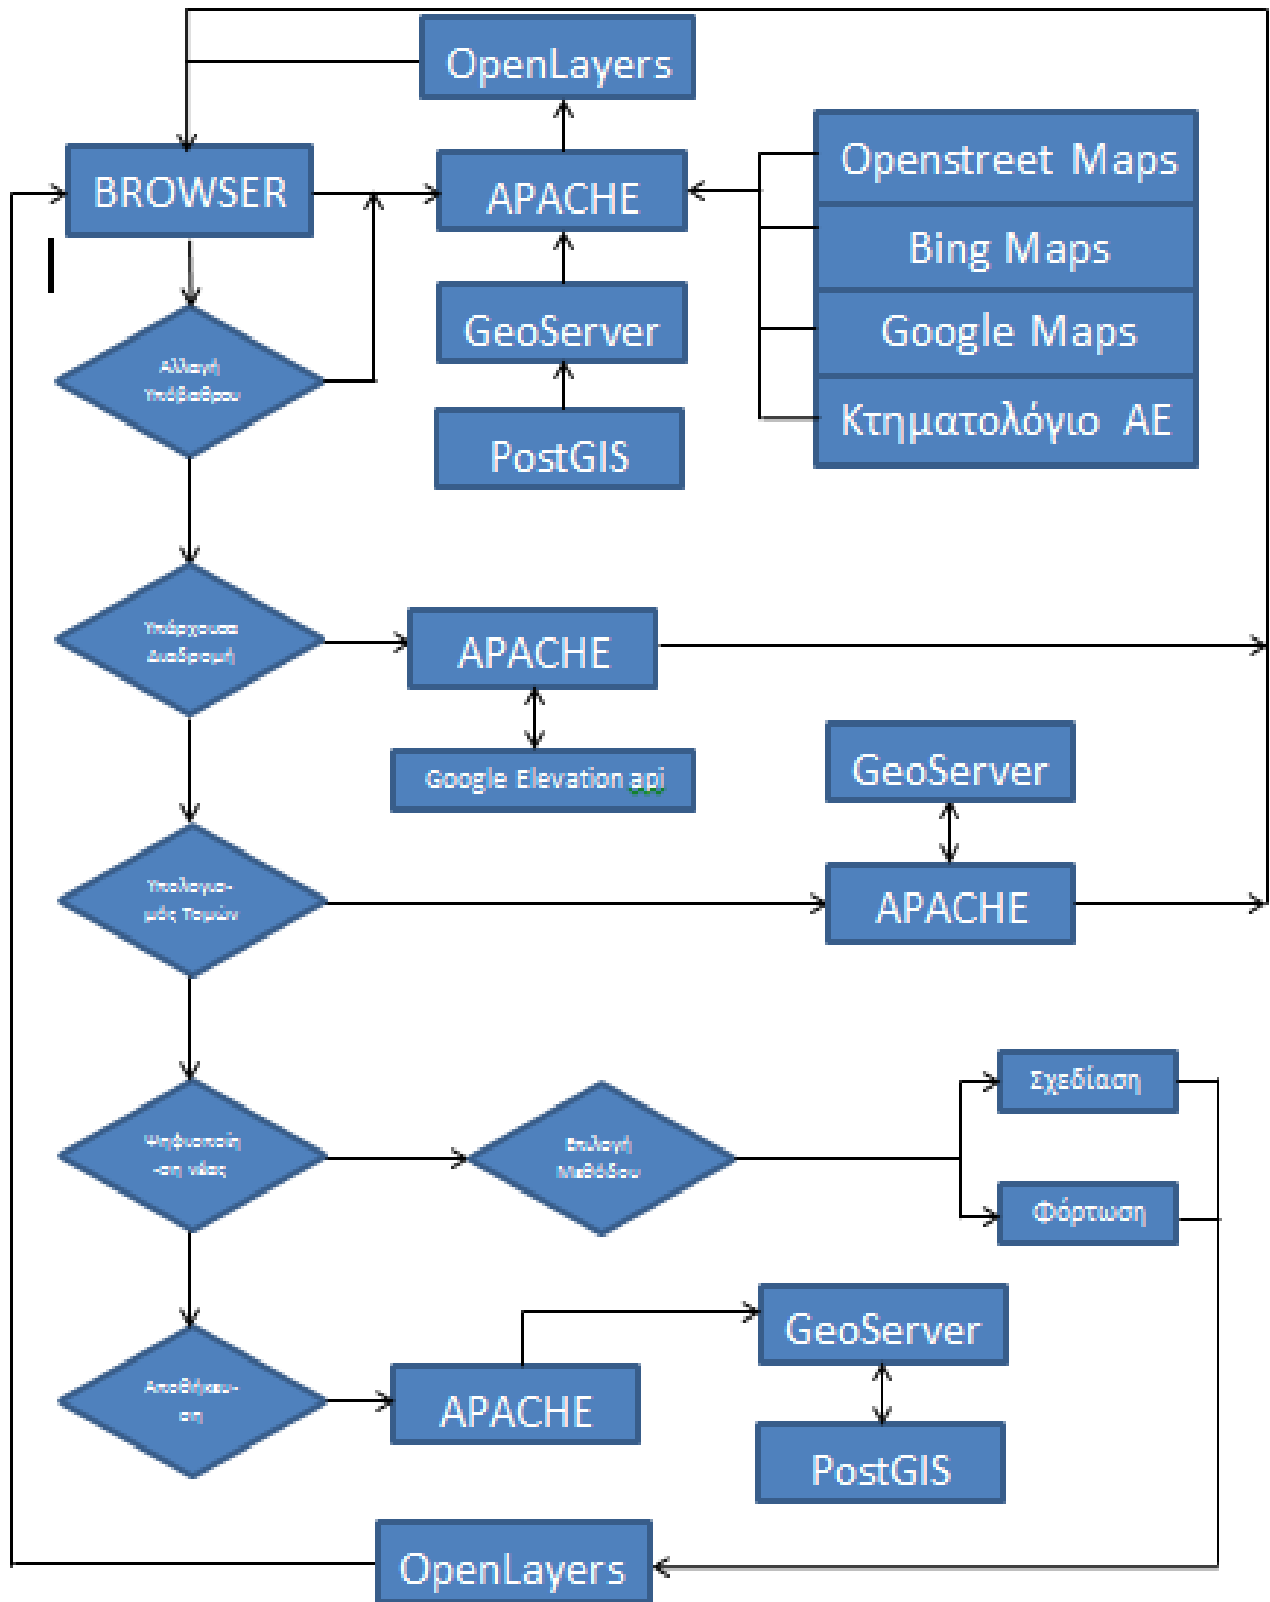 OpenLayers
BROWSER
APACHE
Openstreet Maps
Bing Maps
Google Maps
Κτηματολόγιο ΑΕ
GeoServer
PostGIS
Αλλαγή
Υπόβαθρου
Υπάρχουσα
Διαδρομή
APACHE
Google Elevation api
GeoServer
APACHE
Υπολογισ-
μός Τομών
Ψηφιοποίη
-ση νέας
Επιλογή
Μεθόδου
Σχεδίαση
Φόρτωση
Αποθήκευ-
ση
APACHE
GeoServer
PostGIS
OpenLayers